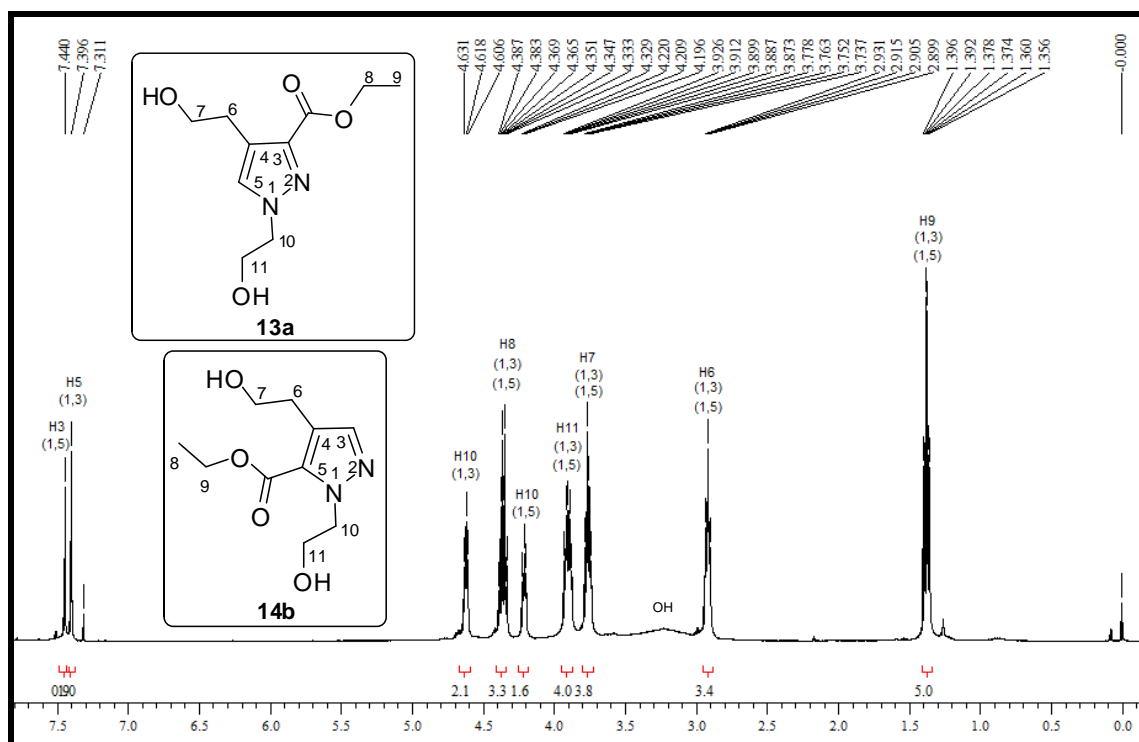 7.440 7.396 7.311 4.631 4.618 4.606 4.387 4.383 4.369 4.365 4.351 4.347 4.333 4.329 4.220 4.209 4.196 3.926 3.912 3.899 3.887 3.873 3.778 3.763 3.752 3.737 2.931 2.915 2.905 2.899 1.396 1.392 1.378 1.374 1.360 1.356 -0.000
O 8 9
HO 7 6 O
4 3
5 1 2 N
N
10
11
OH
13a
HO 7 6
8 O 4 3
9 5 1 2 N
O N
10
11
OH
14b
H3
(1,5)
H5
(1,3)
H10
(1,3)
H8
(1,3)
(1,5)
H10
(1,5)
H11
(1,3)
(1,5)
H7
(1,3)
(1,5)
OH
H6
(1,3)
(1,5)
H9
(1,3)
(1,5)
2.1 3.3 1.6 4.0 3.8 3.4 5.0
7.5 7.0 6.5 6.0 5.5 5.0 4.5 4.0 3.5 3.0 2.5 2.0 1.5 1.0 0.5 0.0